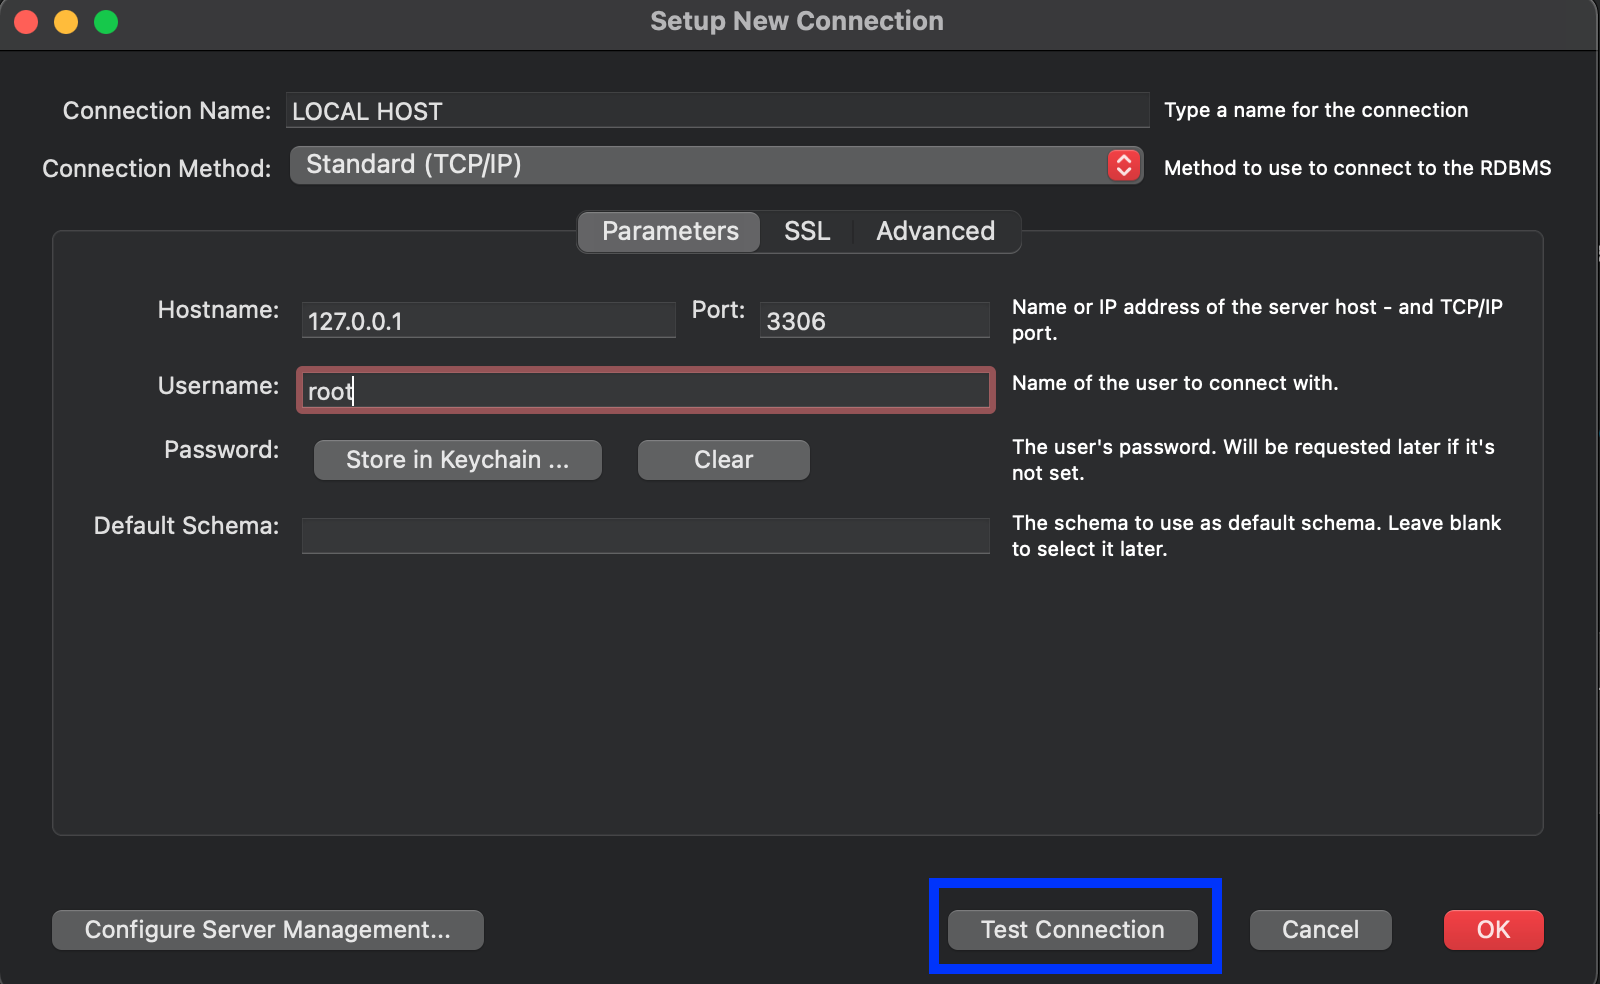 Setup New Connection
Connection Name: LOCAL HOST Type a name for the connection
Connection Method: Standard (TCP/IP) Method to use to connect to the RDBMS
Parameters SSL Advanced
Hostname: 127.0.0.1 Port: 3306 Name or IP address of the server host - and TCP/IP
port.
Username: root Name of the user to connect with.
Password: Store in Keychain ... Clear The user's password. Will be requested later if it's
not set.
Default Schema: The schema to use as default schema. Leave blank
to select it later.
Configure Server Management... Test Connection Cancel OK